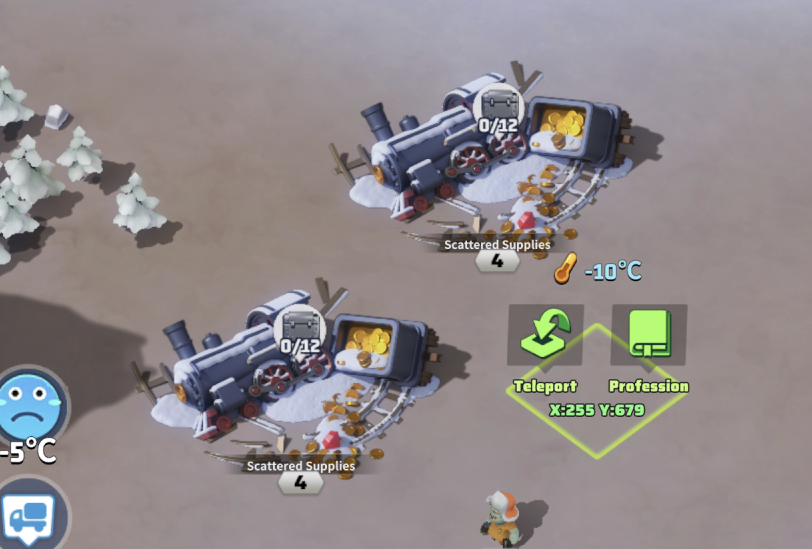 0/12
Scattered Supplies
4
-10°C
0/12
Teleport
Profession
X:255 Y:679
-5°C
Scattered Supplies
4